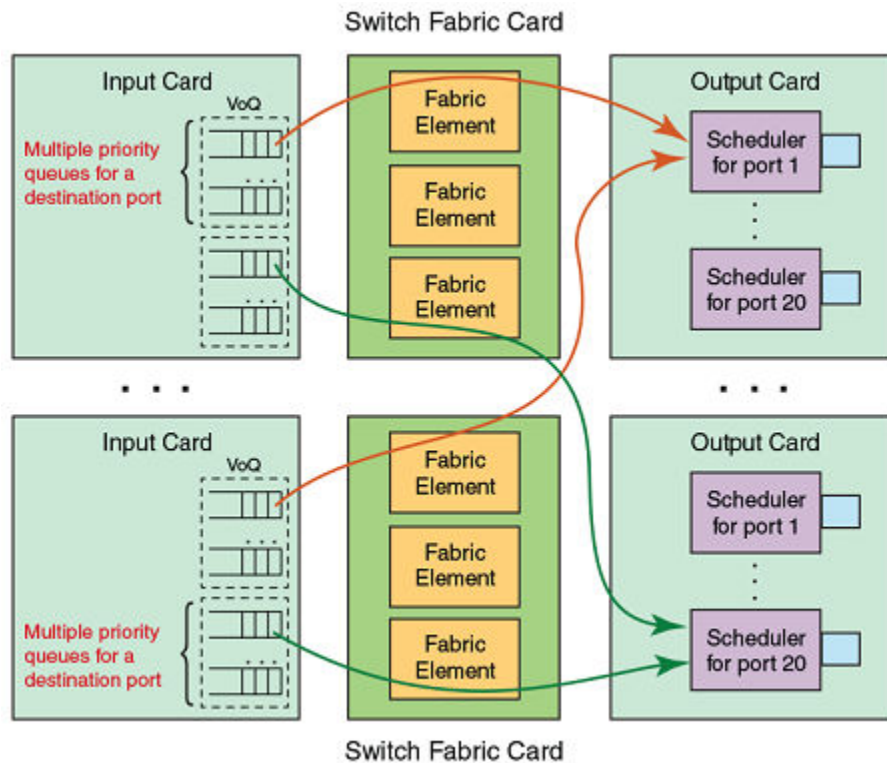 Switch Fabric Card
Input Card
VoQ
Multiple priority
queues for a
destination port
Fabric
Element
Fabric
Element
Fabric
Element
Output Card
Scheduler
for port 1
Scheduler
for port 20
Input Card
VoQ
Multiple priority
queues for a
destination port
Fabric
Element
Fabric
Element
Fabric
Element
Output Card
Scheduler
for port 1
Scheduler
for port 20
Switch Fabric Card